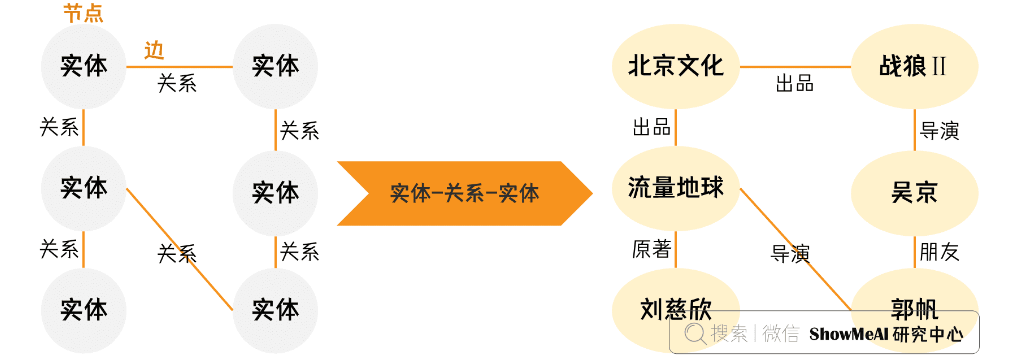 节点
实体
边
关系
实体
关系
关系
实体
实体
关系
关系
关系
实体
实体
实体-关系-实体
北京文化
出品
战狼II
出品
导演
流量地球
吴京
原著
导演
朋友
刘慈欣
郭帆
搜索|微信 ShowMeAI 研究中心